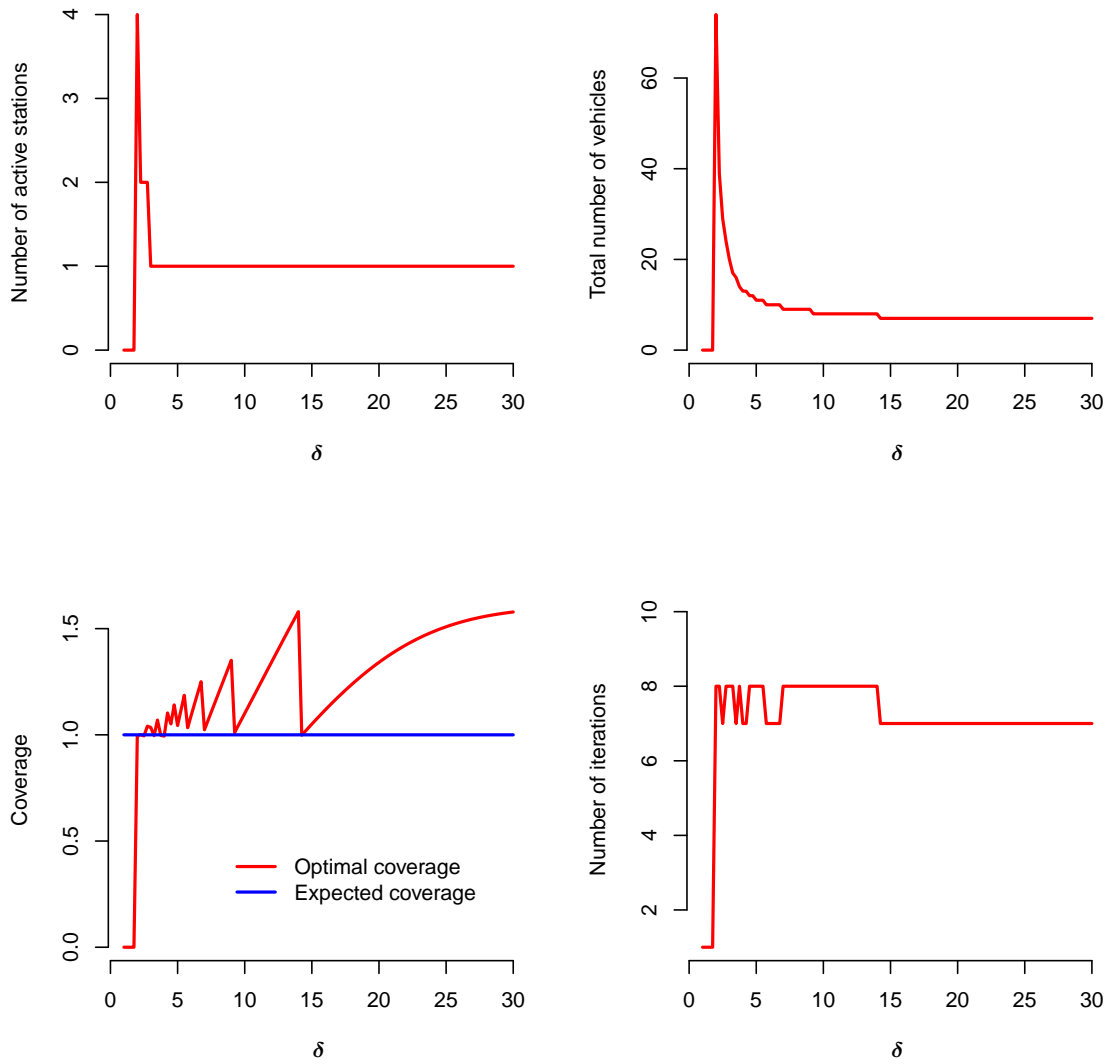 Number of active stations
0
1
2
3
4
0 5 10 15 20 25 30
δ
Total number of vehicles
0
20
40
60
0 5 10 15 20 25 30
δ
Coverage
0.0
0.5
1.0
1.5
Optimal coverage
Expected coverage
0 5 10 15 20 25 30
δ
Number of iterations
2
4
6
8
10
0 5 10 15 20 25 30
δ